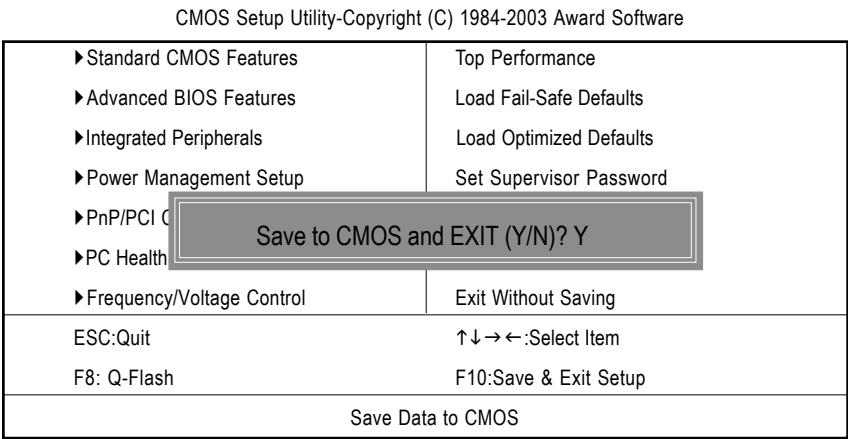 CMOS Setup Utility-Copyright (C) 1984-2003 Award Software
▶Standard CMOS Features
▶Advanced BIOS Features
▶Integrated Peripherals
▶Power Management Setup
▶PnP/PCI
▶PC Health
▶Frequency/Voltage Control
Top Performance
Load Fail-Safe Defaults
Load Optimized Defaults
Set Supervisor Password
Exit Without Saving
Save to CMOS and EXIT (Y/N)? Y
ESC:Quit
↑↓→←:Select Item
F8: Q-Flash
F10:Save & Exit Setup
Save Data to CMOS